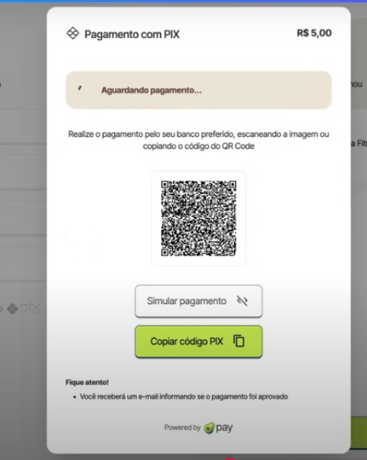 Pagamento com PIX
R$ 5,00
Aguardando pagamento...
Realize o pagamento pelo seu banco preferido, escaneando a imagem ou
copiando o código do QR Code
Simular pagamento
Copiar código PIX
Fique atento!
• Você receberá um e-mail informando se o pagamento foi aprovado
Powered by pay
nou
a Fit
pix